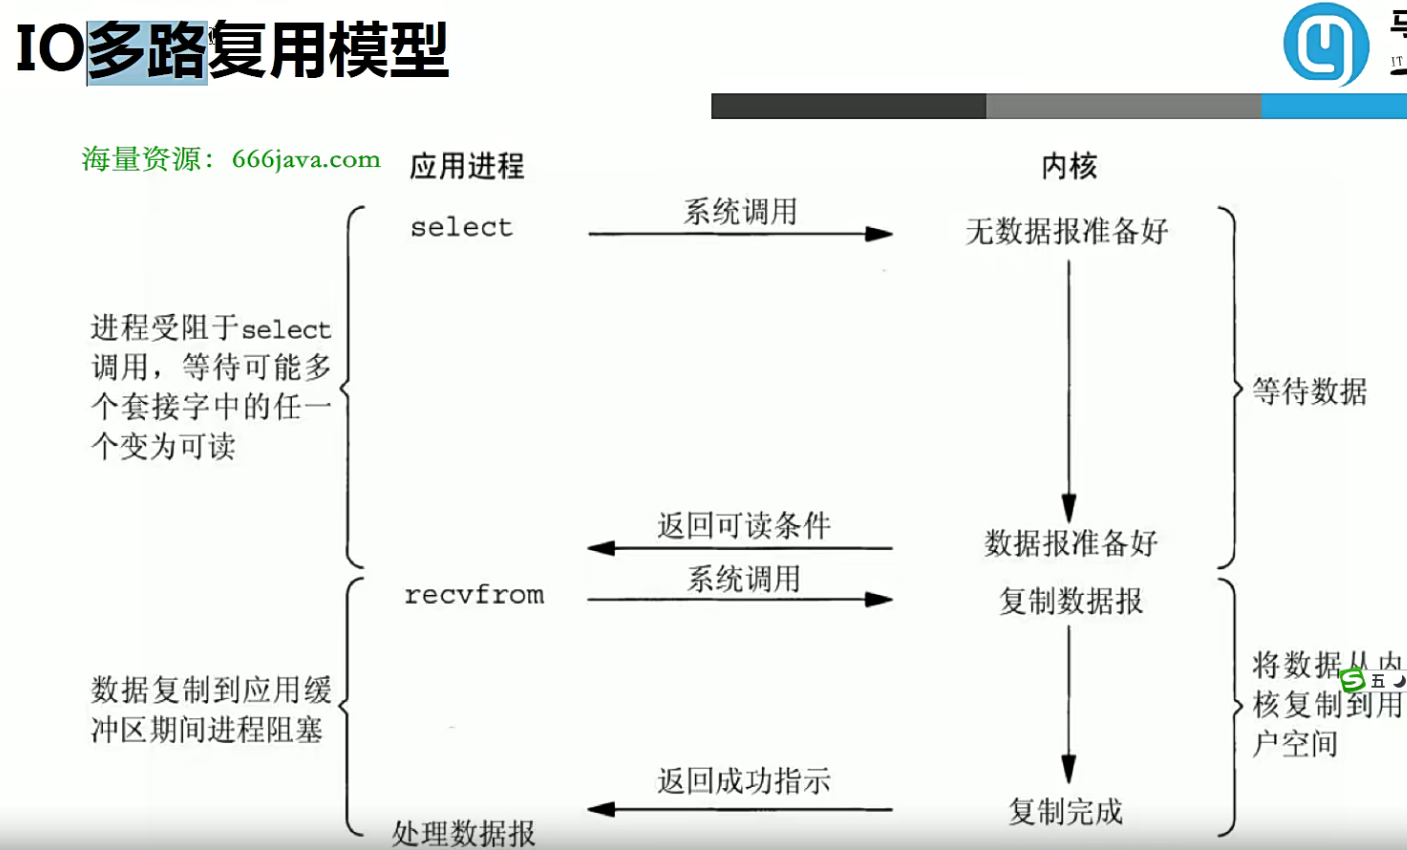 IO多路复用模型
IT
海量资源：666java.com
应用进程
内核
select
系统调用
无数据报准备好
进程受阻于select
调用，等待可能多
个套接字中的任一
个变为可读
等待数据
返回可读条件
数据报准备好
recvfrom
系统调用
复制数据报
数据复制到应用缓
冲区期间进程阻塞
将数据从内
核复制到用
户空间
五
返回成功指示
复制完成
处理数据报